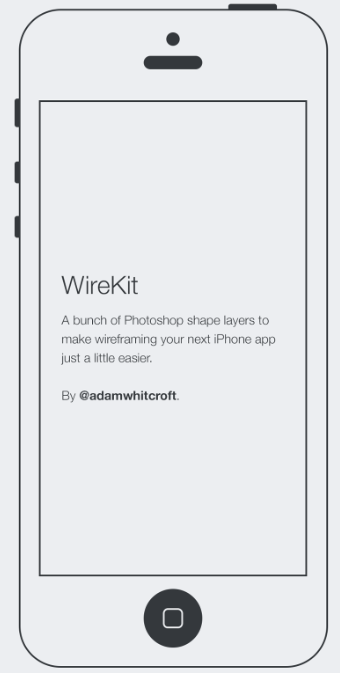 WireKit
A bunch of Photoshop shape layers to
make wireframing your next iPhone app
just a little easier.
By @adamwhitcroft.